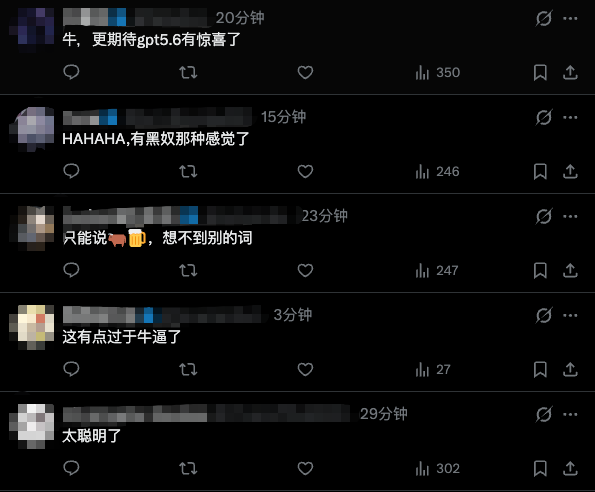 20分钟
牛，更期待gpt5.6有惊喜了
350
15分钟
HAHAHA,有黑奴那种感觉了
246
23分钟
只能说🐂🍺，想不到别的词
247
3分钟
这有点过于牛逼了
27
29分钟
太聪明了
302